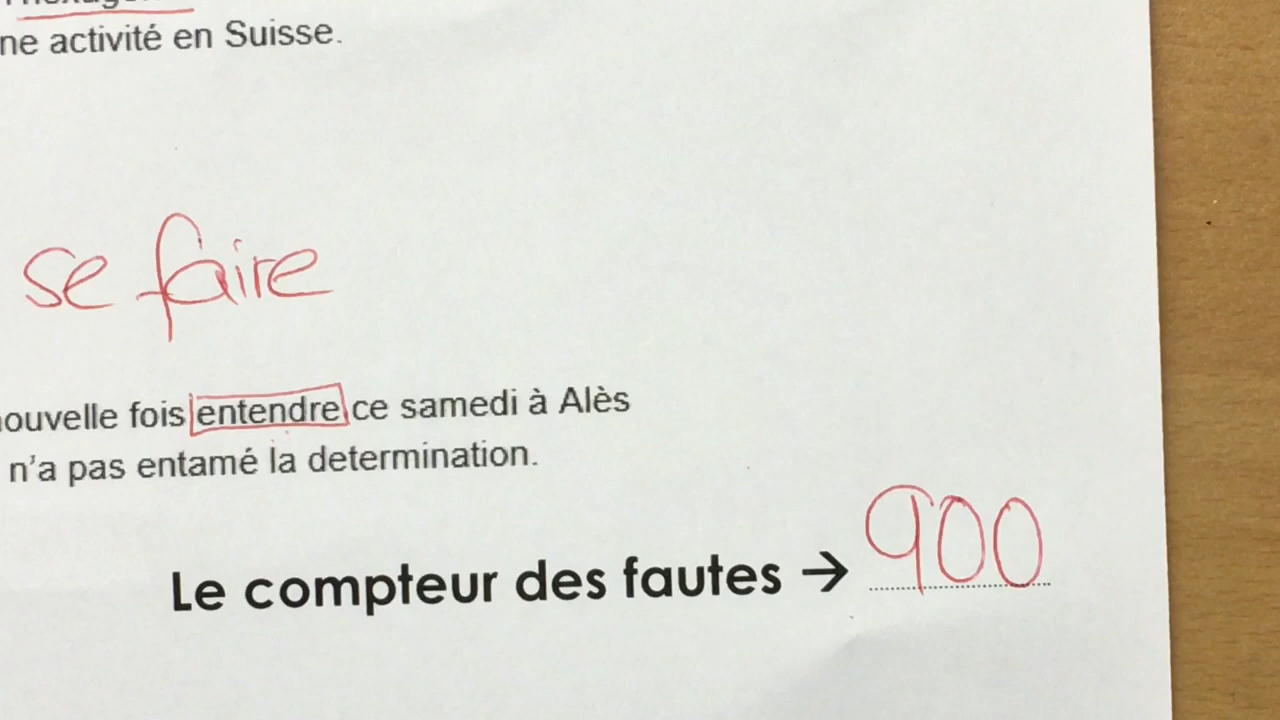 ne activité en Suisse.
se faire
nouvelle fois entendre ce samedi à Alès
n'a pas entamé la determination.
Le compteur des fautes → 900